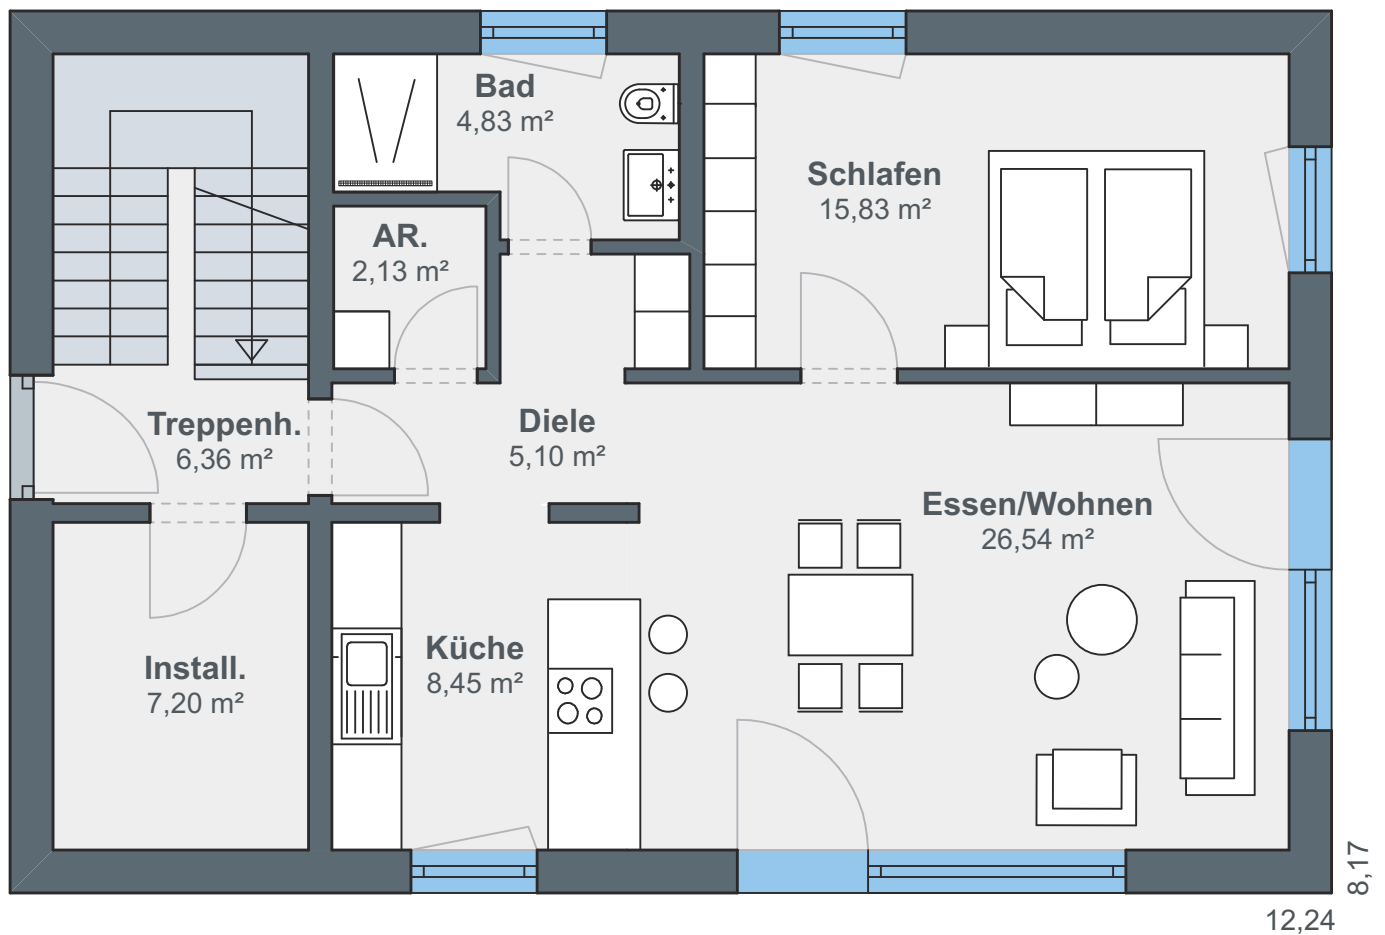 Bad
4,83 m²
Schlafen
15,83 m²
AR.
2,13 m²
Treppenh.
6,36 m²
Diele
5,10 m²
Essen/Wohnen
26,54 m²
Install.
7,20 m²
Küche
8,45 m²
8,17
12,24